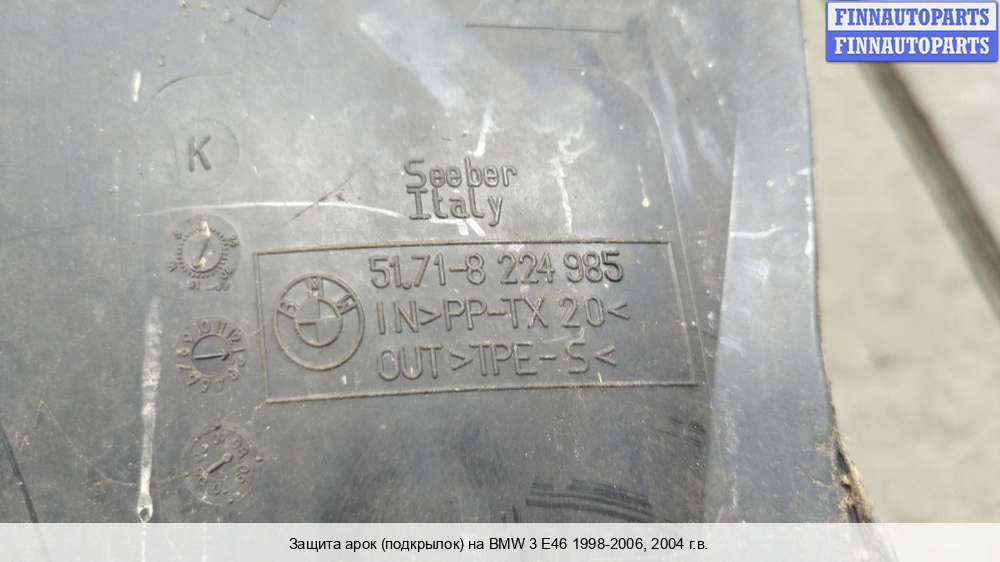 FINNAUTOPARTS
FINNAUTOPARTS
K
Seeber
Italy
BMW
51.71-8 224 985
IN>PP-TX 20<
OUT>TPE-S<
Защита арок (подкрылок) на BMW 3 E46 1998-2006, 2004 г.в.